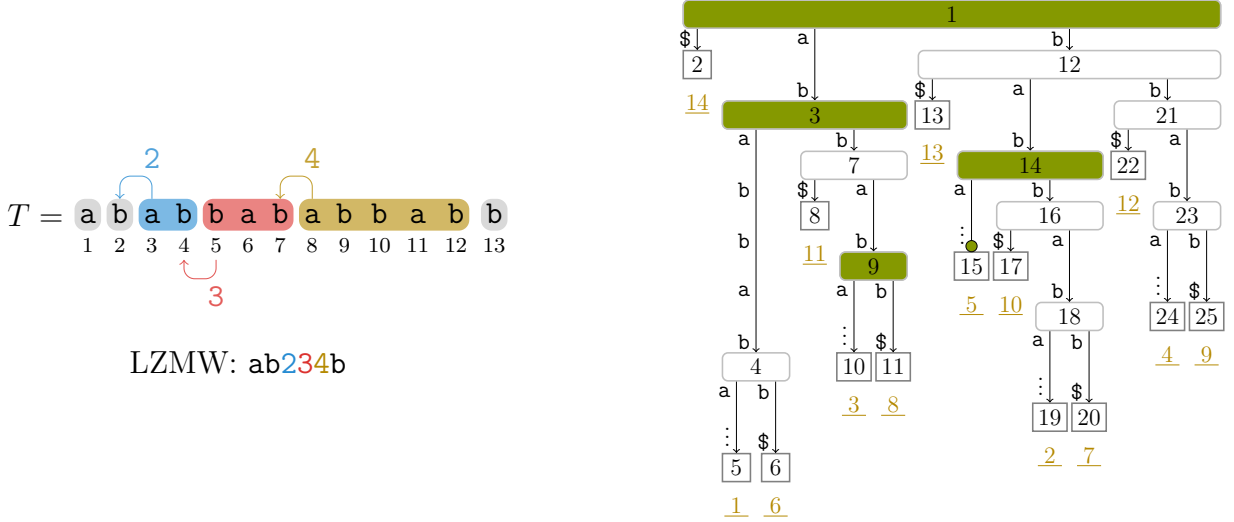 2 4
T = a b a b b a b a b b a b b
1 2 3 4 5 6 7 8 9 10 11 12 13
3
LZMW: ab234b
1
$ a b
2 12
14 b $ a b
3 13 21
a b 13 b $ a
7 14 22
$ a a b 12 b
b 8 16 23
11 b ⋮ $ a a b
b 9 15 17
a b 5 10 b ⋮ $
a 18 24 25
⋮ $ a b 4 9
b 10 11
4 3 8 ⋮ $
a b 19 20
⋮ $ 2 7
5 6
1 6